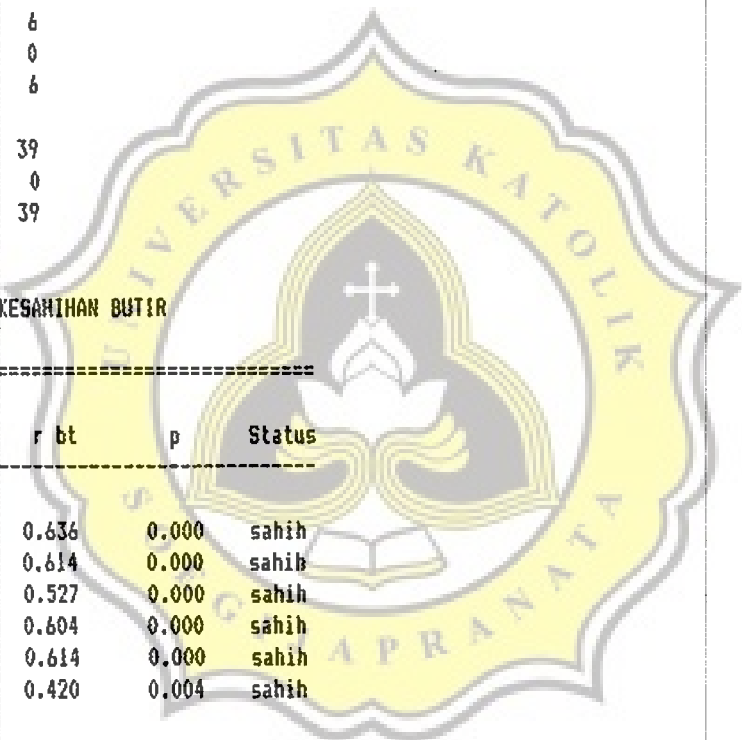 6
0
6
39
0
39
KESAHIHAN BUTIR
r bt p Status
0.636 0.000 sahih
0.614 0.000 sahih
0.527 0.000 sahih
0.604 0.000 sahih
0.614 0.000 sahih
0.420 0.004 sahih
UNIVERSITAS KATOLIK
SOEGIJAPRANATA